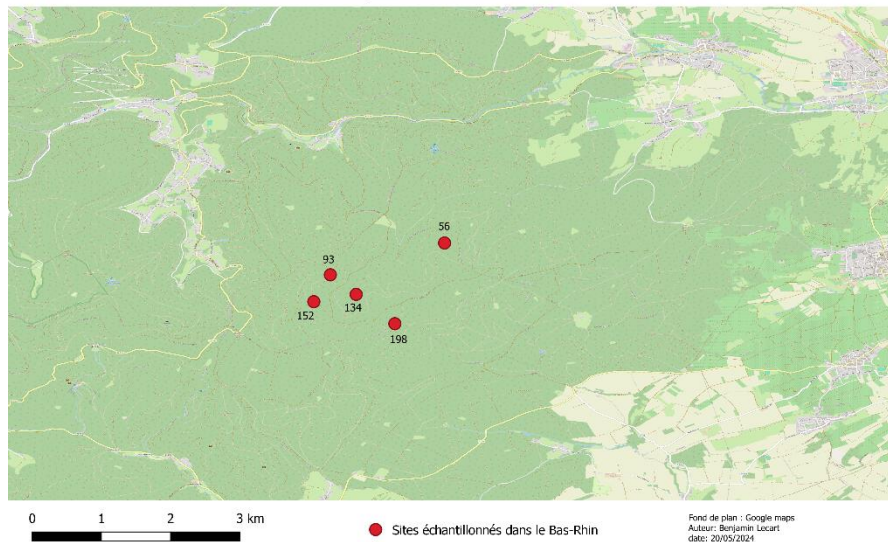 56
93
134
152
198
0 1 2 3 km
Sites échantillonnés dans le Bas-Rhin
Fond de plan : Google maps
Auteur: Benjamin Lecart
date: 20/05/2024